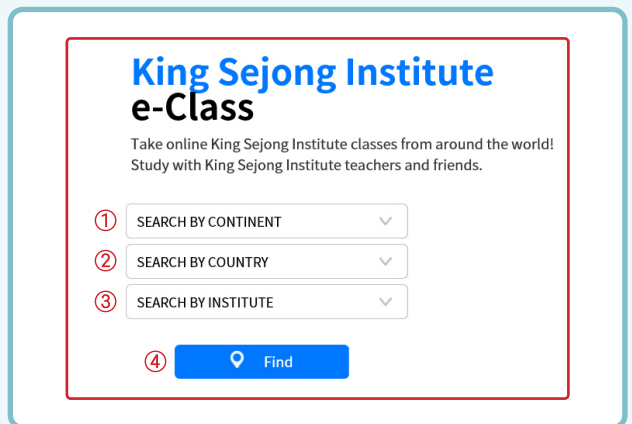 King Sejong Institute
e-Class
Take online King Sejong Institute classes from around the world!
Study with King Sejong Institute teachers and friends.
① SEARCH BY CONTINENT
② SEARCH BY COUNTRY
③ SEARCH BY INSTITUTE
④ Find